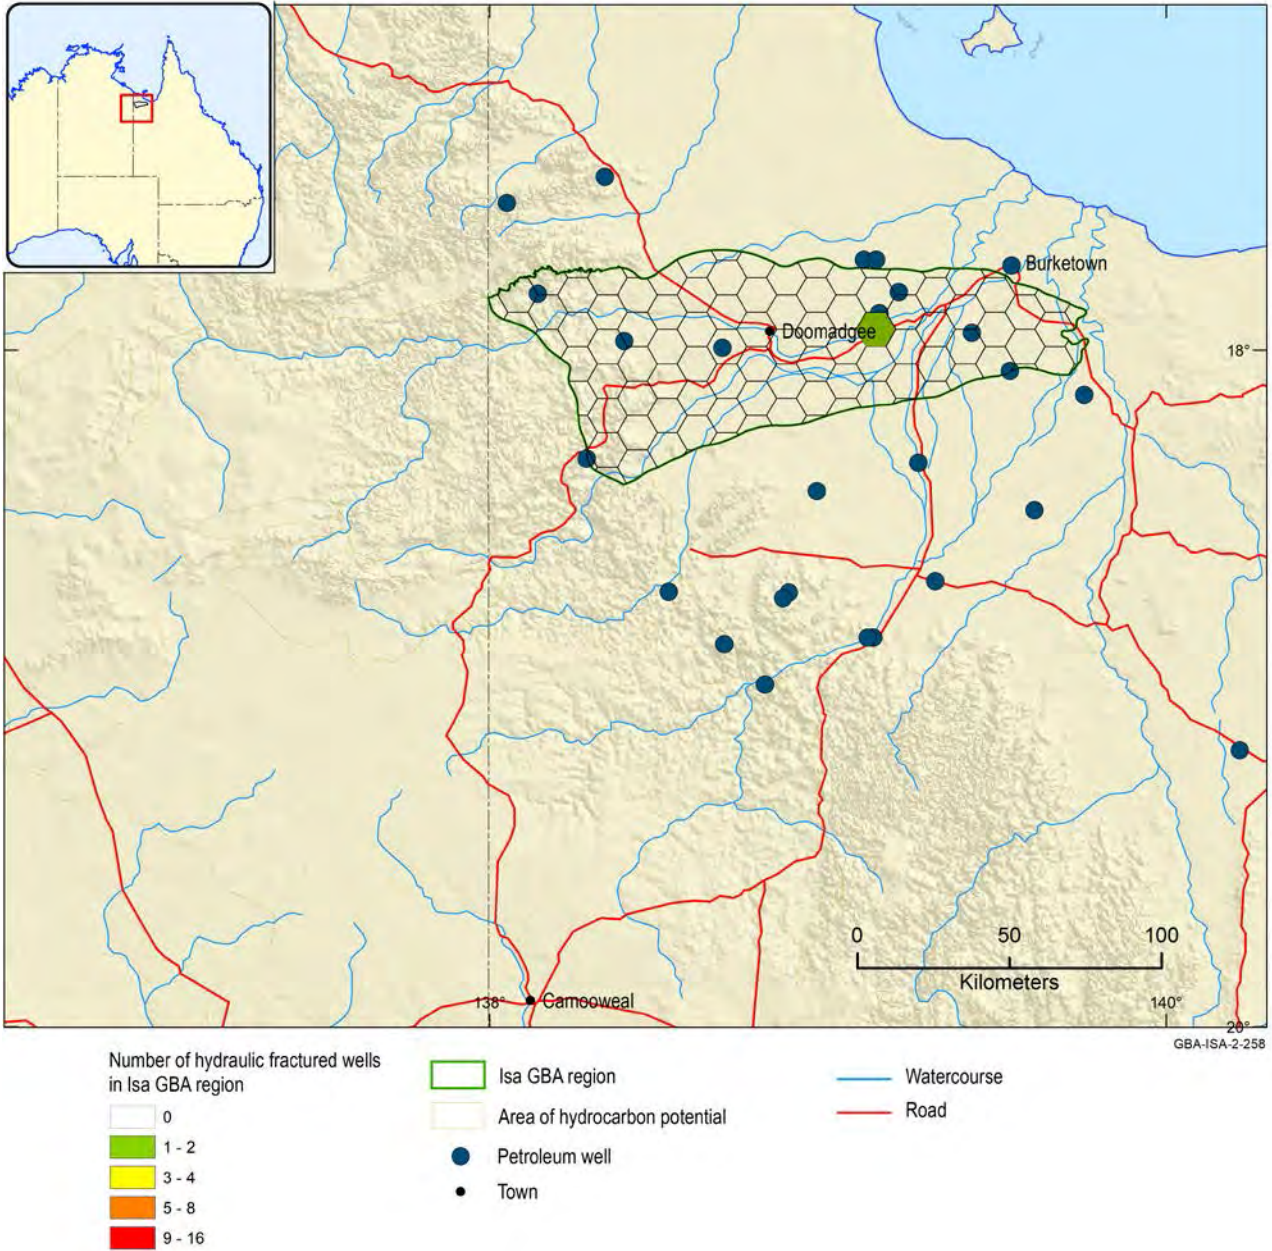 Burketown
Doomadgee
18°
0 50 100
Kilometers
138°
Camooweal
140°
20°
GBA-ISA-2-258
Number of hydraulic fractured wells
in Isa GBA region
0
1 - 2
3 - 4
5 - 8
9 - 16
Isa GBA region
Area of hydrocarbon potential
Petroleum well
Town
Watercourse
Road